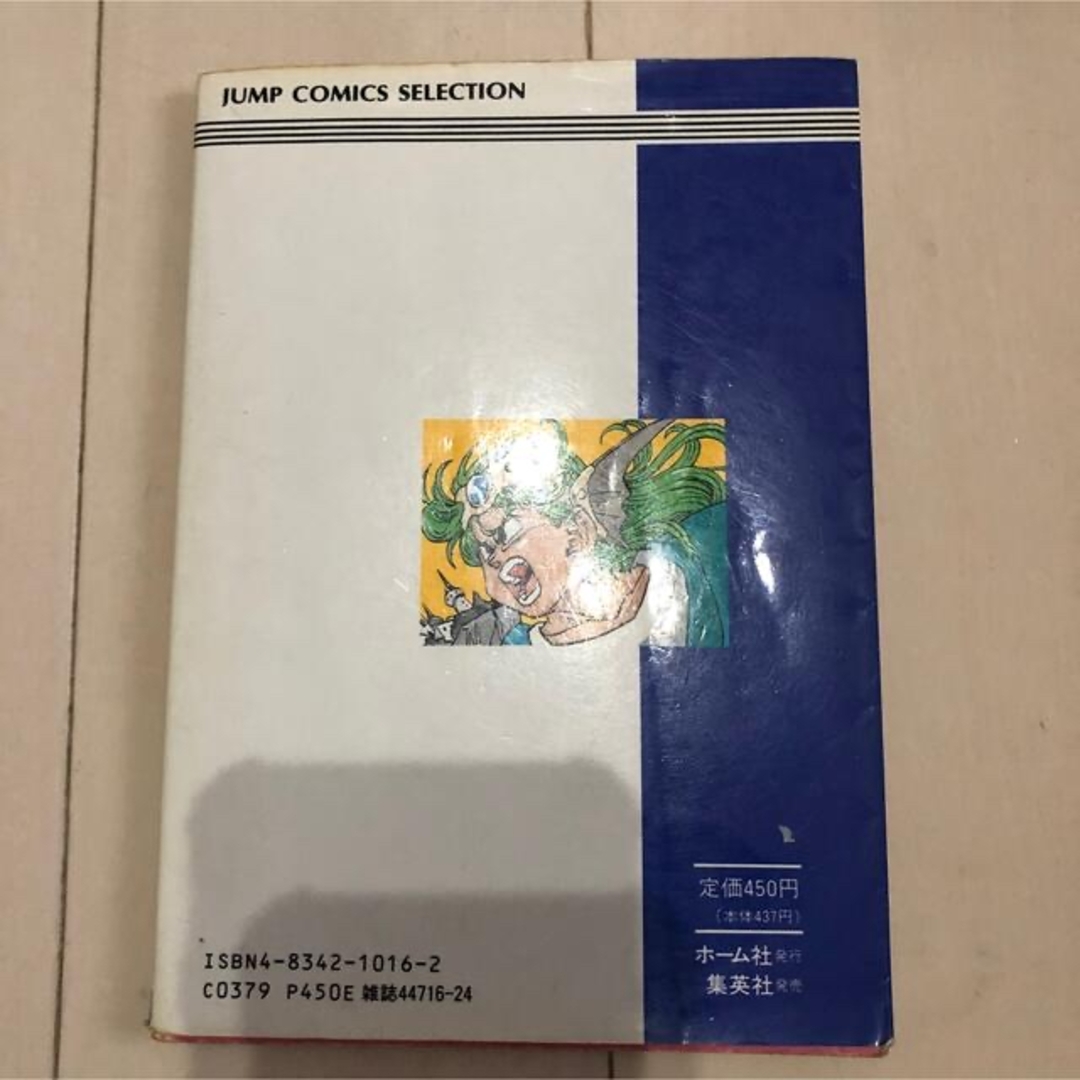 JUMP COMICS SELECTION
定価450円
（本体437円）
ホーム社発行
集英社発売
ISBN4-8342-1016-2
C0379 P450E 雑誌44716-24